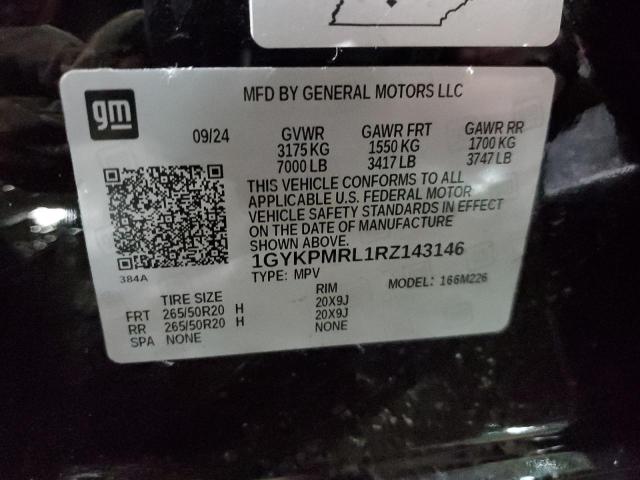 gm
MFD BY GENERAL MOTORS LLC
09/24 GVWR GAWR FRT GAWR RR
3175 KG 1550 KG 1700 KG
7000 LB 3417 LB 3747 LB
THIS VEHICLE CONFORMS TO ALL
APPLICABLE U.S. FEDERAL MOTOR
VEHICLE SAFETY STANDARDS IN EFFECT
ON THE DATE OF MANUFACTURE
SHOWN ABOVE.
1GYKPMRL1RZ143146
384A
TYPE: MPV MODEL: 166M226
TIRE SIZE RIM
FRT 265/50R20 H 20X9J
RR 265/50R20 H 20X9J
SPA NONE NONE